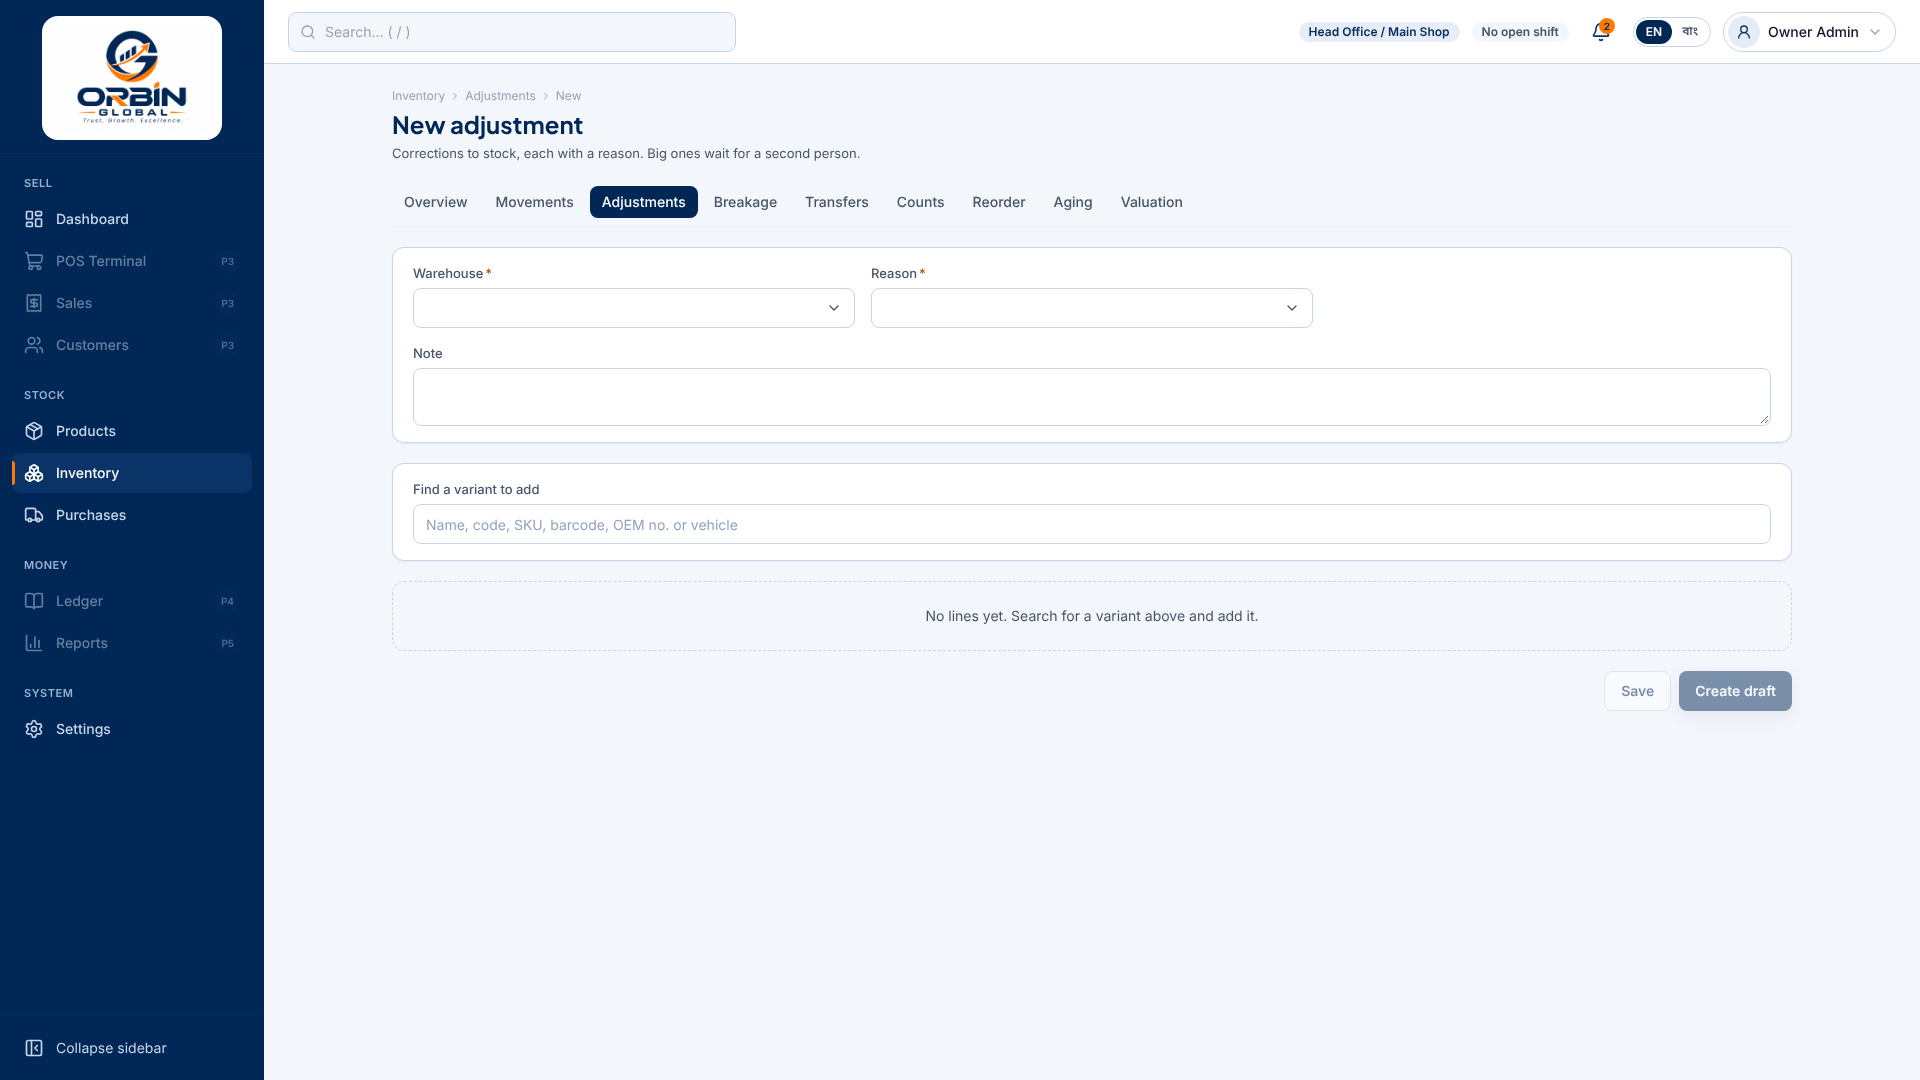 ORBIN
GLOBAL
Trust. Growth. Excellence.
SELL
Dashboard
POS Terminal P3
Sales P3
Customers P3
STOCK
Products
Inventory
Purchases
MONEY
Ledger P4
Reports P5
SYSTEM
Settings
Collapse sidebar
Search... ( / )
Head Office / Main Shop No open shift 2 EN বাং Owner Admin
Inventory > Adjustments > New
New adjustment
Corrections to stock, each with a reason. Big ones wait for a second person.
Overview Movements Adjustments Breakage Transfers Counts Reorder Aging Valuation
Warehouse* Reason*
Note
Find a variant to add
Name, code, SKU, barcode, OEM no. or vehicle
No lines yet. Search for a variant above and add it.
Save Create draft